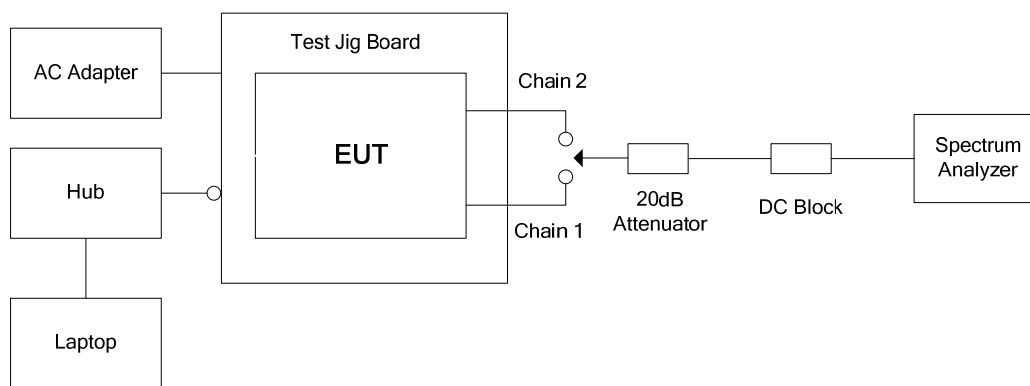 Test Jig Board
AC Adapter
Chain 2
EUT
Spectrum
Analyzer
Hub
20dB
Attenuator
DC Block
Chain 1
Laptop